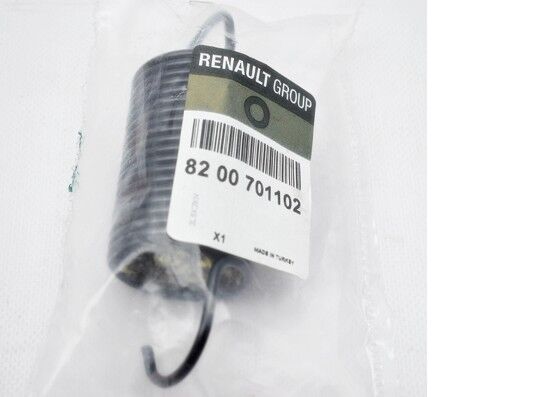 RENAULT GROUP
82 00 701102
X1
MADE IN TURKEY